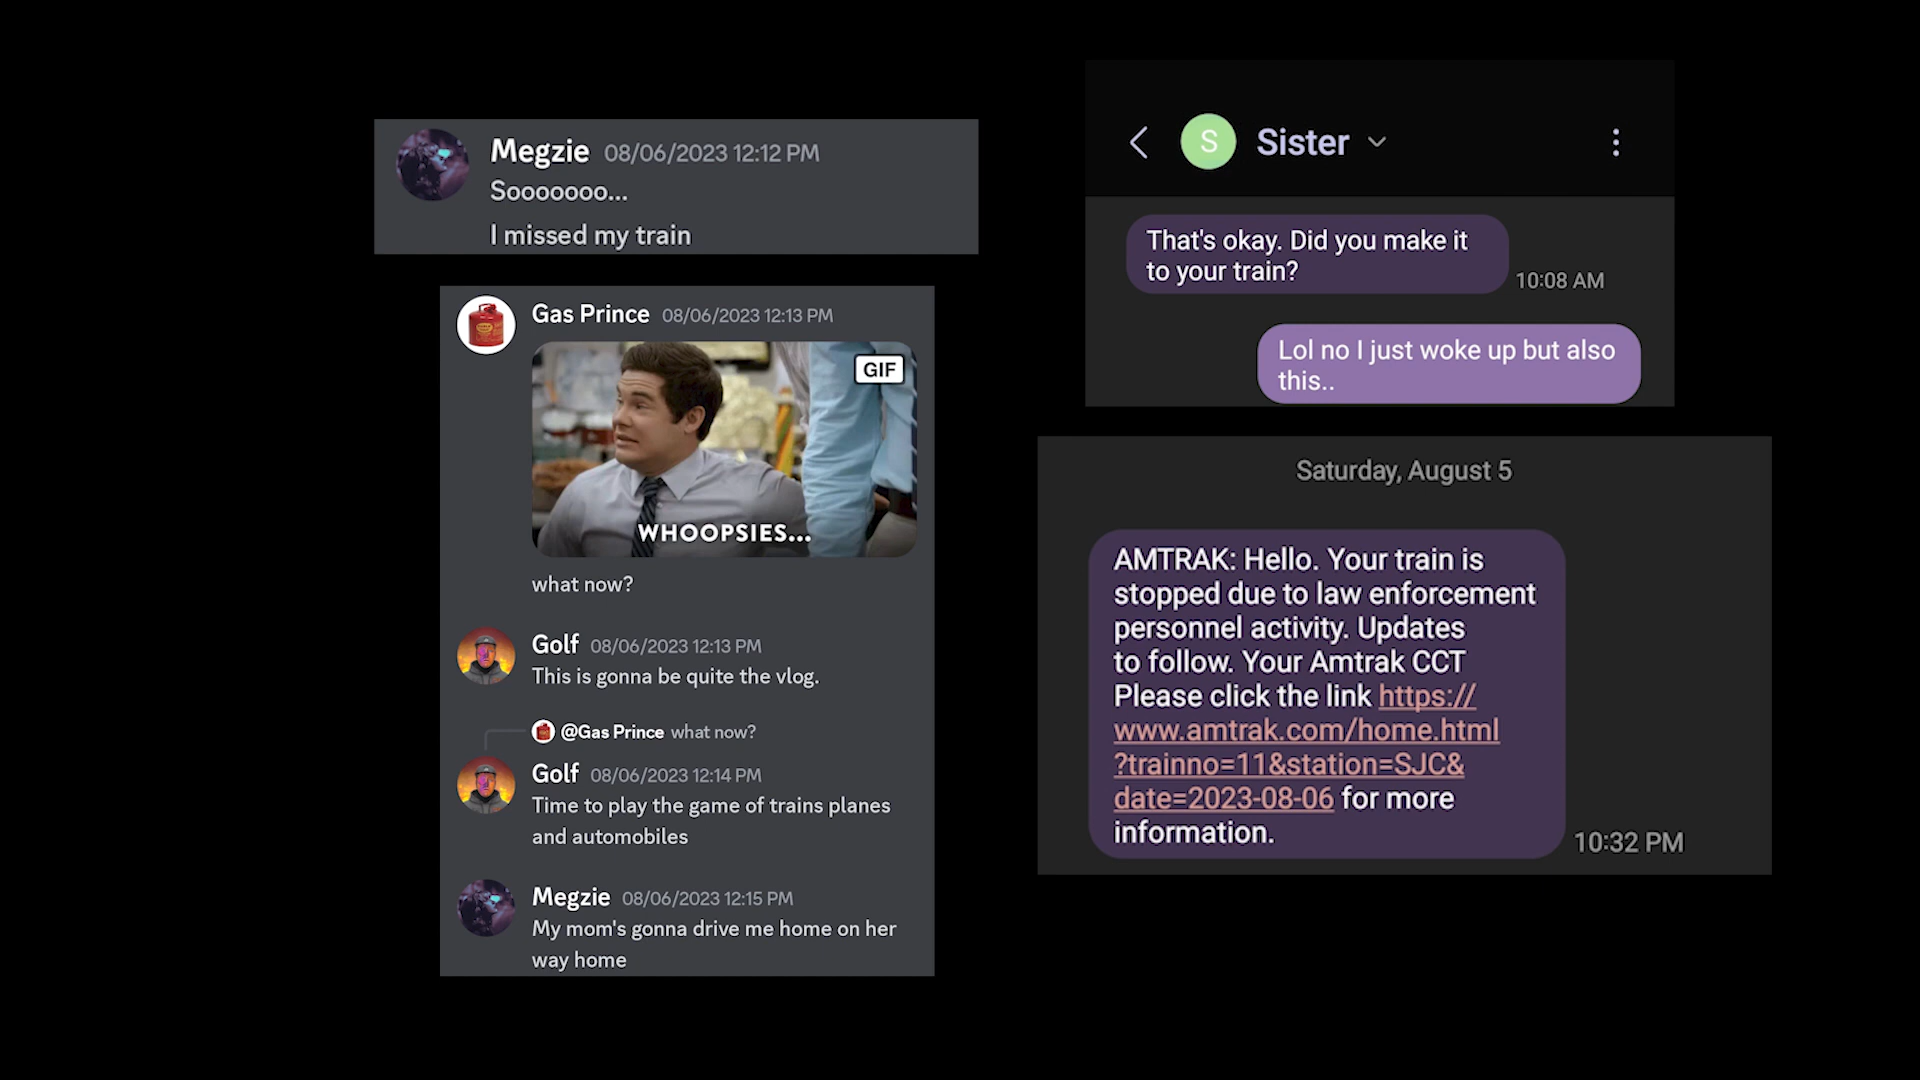 Megzie 08/06/2023 12:12 PM
Sooooooo...
I missed my train
Gas Prince 08/06/2023 12:13 PM
GIF
WHOOPSIES...
what now?
Golf 08/06/2023 12:13 PM
This is gonna be quite the vlog.
@Gas Prince what now?
Golf 08/06/2023 12:14 PM
Time to play the game of trains planes
and automobiles
Megzie 08/06/2023 12:15 PM
My mom's gonna drive me home on her
way home
S Sister
That's okay. Did you make it
to your train?
10:08 AM
Lol no I just woke up but also
this..
Saturday, August 5
AMTRAK: Hello. Your train is
stopped due to law enforcement
personnel activity. Updates
to follow. Your Amtrak CCT
Please click the link https://
www.amtrak.com/home.html
?trainno=11&station=SJC&
date=2023-08-06 for more
information.
10:32 PM